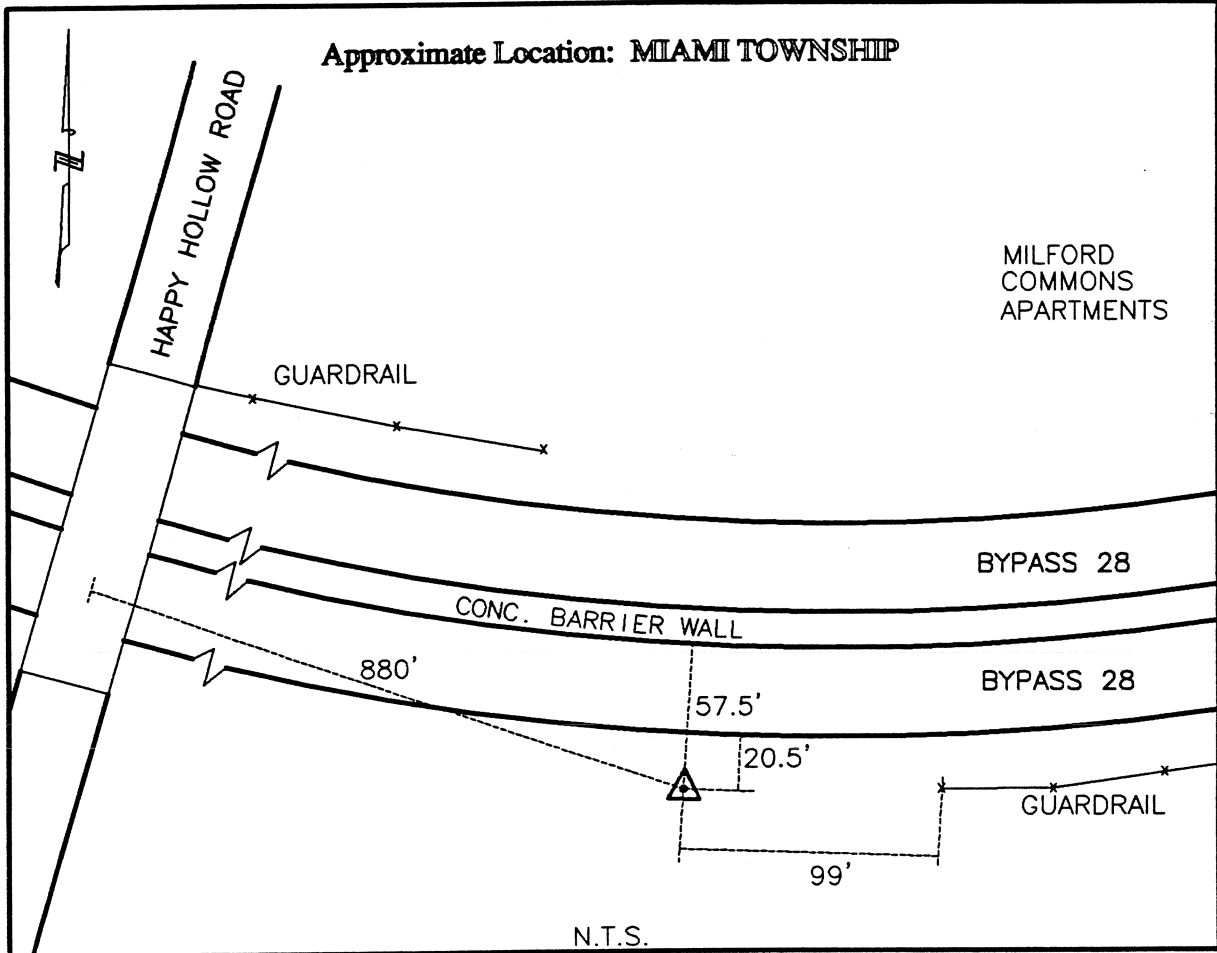 Approximate Location: MIAMI TOWNSHIP
N
HAPPY HOLLOW ROAD
MILFORD
COMMONS
APARTMENTS
GUARDRAIL
BYPASS 28
CONC. BARRIER WALL
880'
BYPASS 28
57.5'
20.5'
GUARDRAIL
99'
N.T.S.